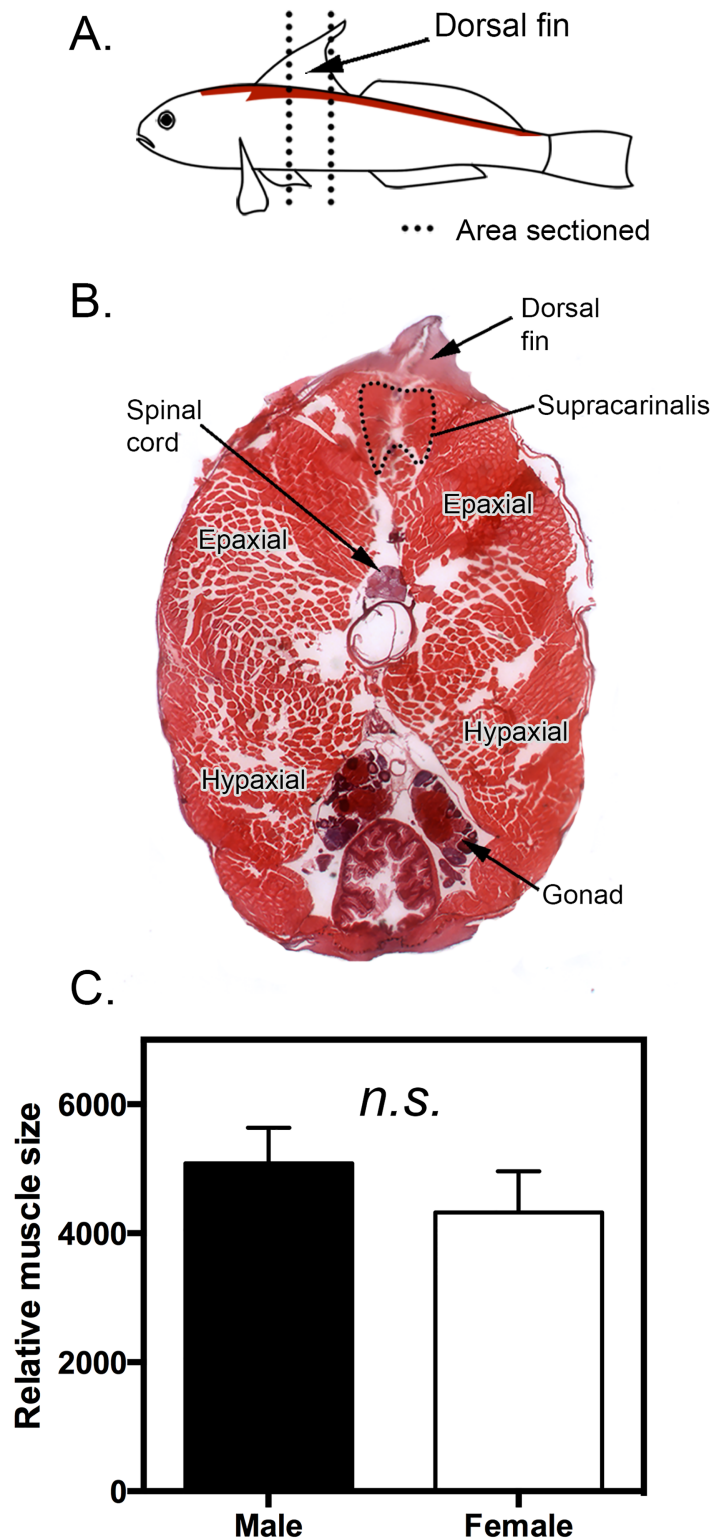 A.
Dorsal fin
Area sectioned
B.
Dorsal
fin
Spinal
cord
Supracarinalis
Epaxial
Epaxial
Hypaxial
Hypaxial
Gonad
C.
n.s.
Relative muscle size
6000
4000
2000
0
Male
Female